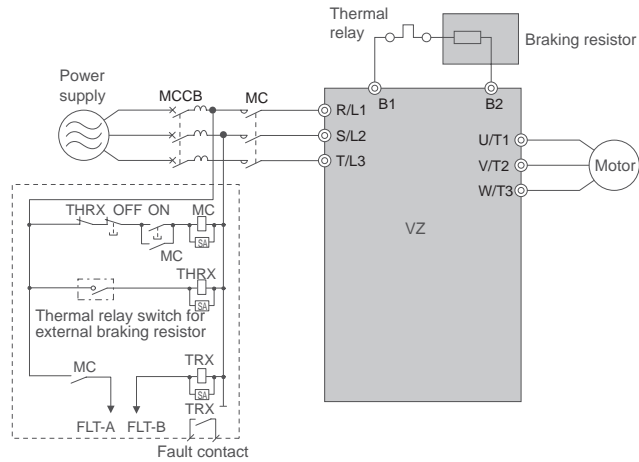 Thermal
relay
Braking resistor
Power
supply
MCCB
MC
B1
B2
R/L1
S/L2
T/L3
U/T1
V/T2
W/T3
Motor
VZ
THRX OFF ON MC
SA
MC
THRX
SA
Thermal relay switch for
external braking resistor
MC
TRX
SA
FLT-A FLT-B
TRX
Fault contact